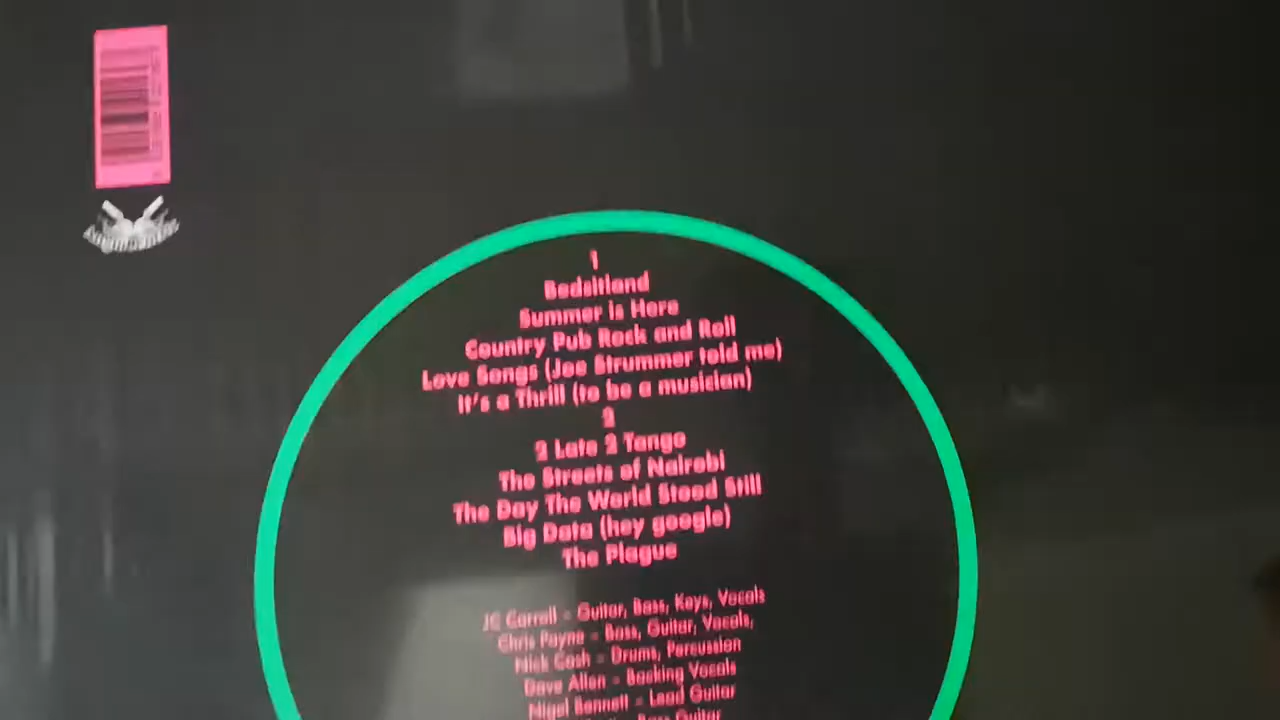 1
Bedsitland
Summer is Here
Country Pub Rock and Roll
Love Songs (Joe Strummer told me)
It's a Thrill (to be a musician)
2
2 Late 2 Tango
The Streets of Nairobi
The Day The World Stood Still
Big Data (hey google)
The Plague
JC Carroll - Guitar, Bass, Keys, Vocals
Chris Payne - Bass, Guitar, Vocals,
Nick Cash - Drums, Percussion
Dave Allen - Backing Vocals
Nigel Bennett - Lead Guitar
Bass Guitar